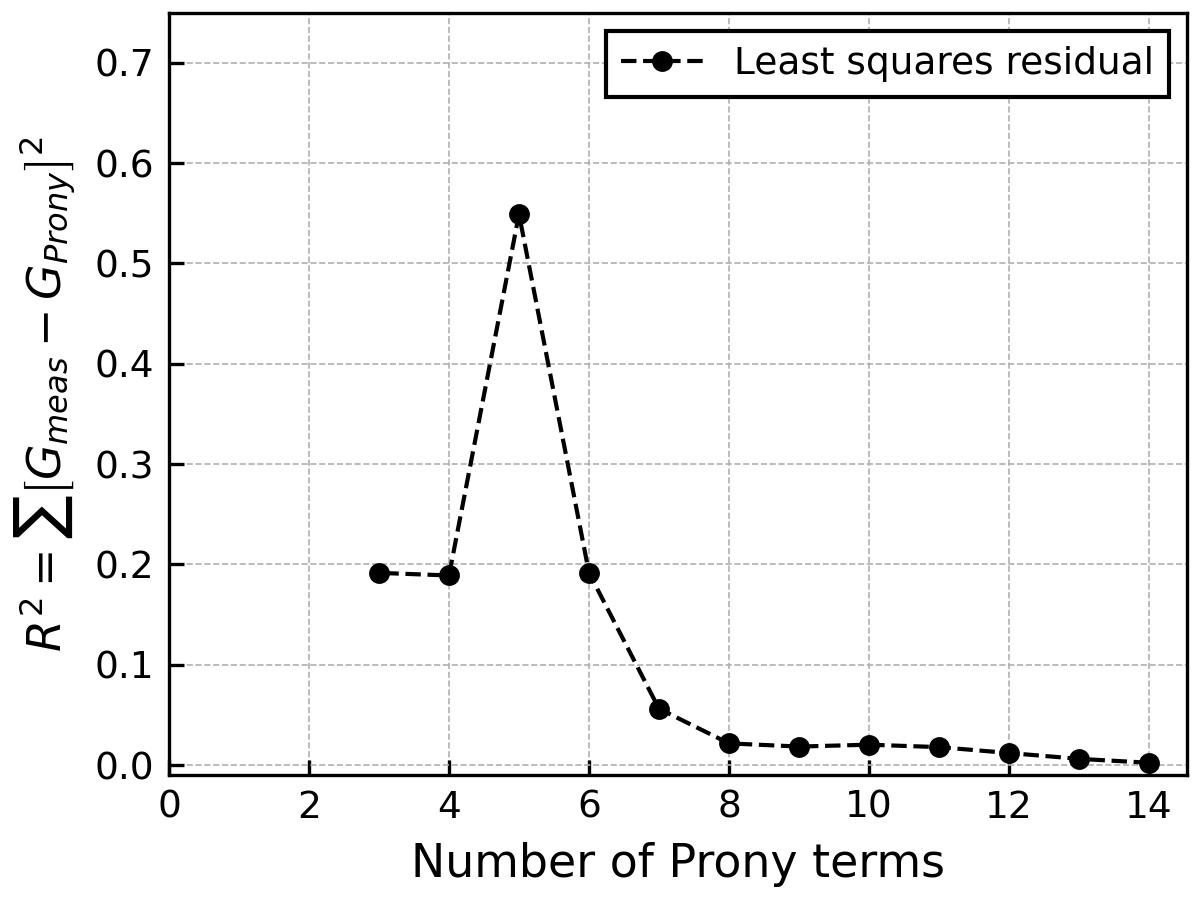 Least squares residual
0.7
0.6
0.5
0.4
0.3
0.2
0.1
0.0
R² = ∑[G_meas − G_Prony]²
0 2 4 6 8 10 12 14
Number of Prony terms